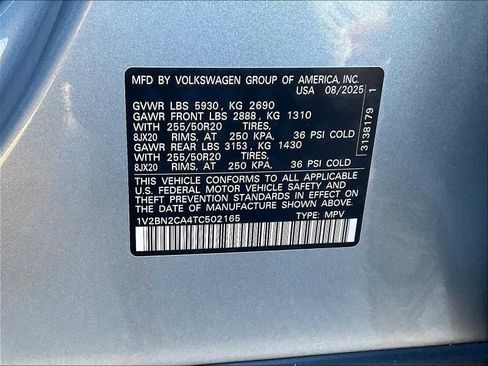 MFD BY VOLKSWAGEN GROUP OF AMERICA, INC.
USA 08/2025
GVWR LBS 5930, KG 2690
GAWR FRONT LBS 2888, KG 1310
WITH 255/50R20 TIRES,
8JX20 RIMS, AT 250 KPA, 36 PSI COLD
GAWR REAR LBS 3153, KG 1430
WITH 255/50R20 TIRES,
8JX20 RIMS, AT 250 KPA, 36 PSI COLD
THIS VEHICLE CONFORMS TO ALL APPLICABLE
U.S. FEDERAL MOTOR VEHICLE SAFETY AND
THEFT PREVENTION STANDARDS IN EFFECT ON
THE DATE OF MANUFACTURE SHOWN ABOVE.
1V2BN2CA4TC502165 TYPE: MPV
3138179 1